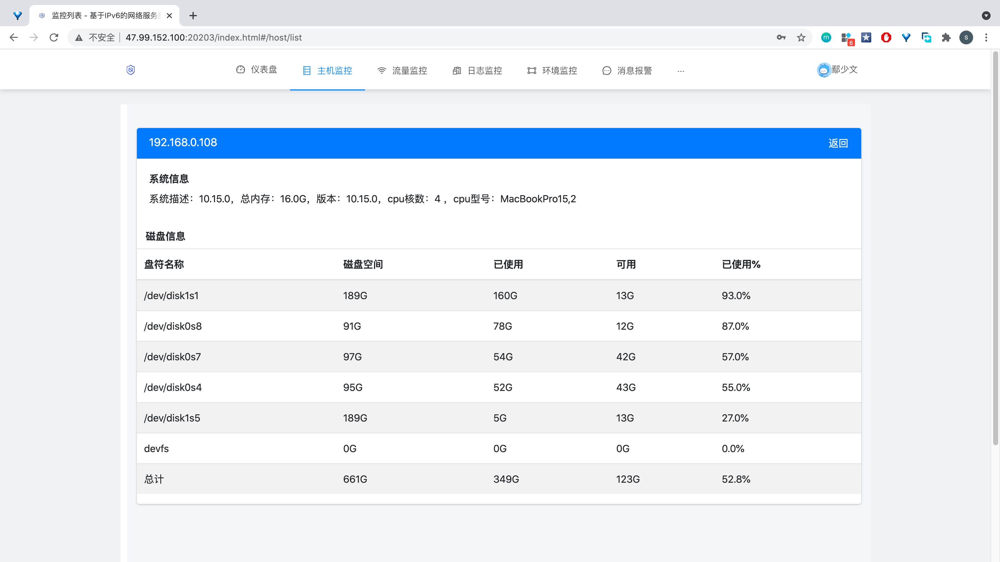 监控列表 - 基于IPv6的网络服务
不安全 47.99.152.100:20203/index.html#/host/list
m
6
s
仪表盘 主机监控 流量监控 日志监控 环境监控 消息报警 ... 鄢少文
192.168.0.108 返回
系统信息
系统描述：10.15.0，总内存：16.0G，版本：10.15.0，cpu核数：4 ，cpu型号：MacBookPro15,2
磁盘信息
盘符名称 磁盘空间 已使用 可用 已使用%
/dev/disk1s1 189G 160G 13G 93.0%
/dev/disk0s8 91G 78G 12G 87.0%
/dev/disk0s7 97G 54G 42G 57.0%
/dev/disk0s4 95G 52G 43G 55.0%
/dev/disk1s5 189G 5G 13G 27.0%
devfs 0G 0G 0G 0.0%
总计 661G 349G 123G 52.8%